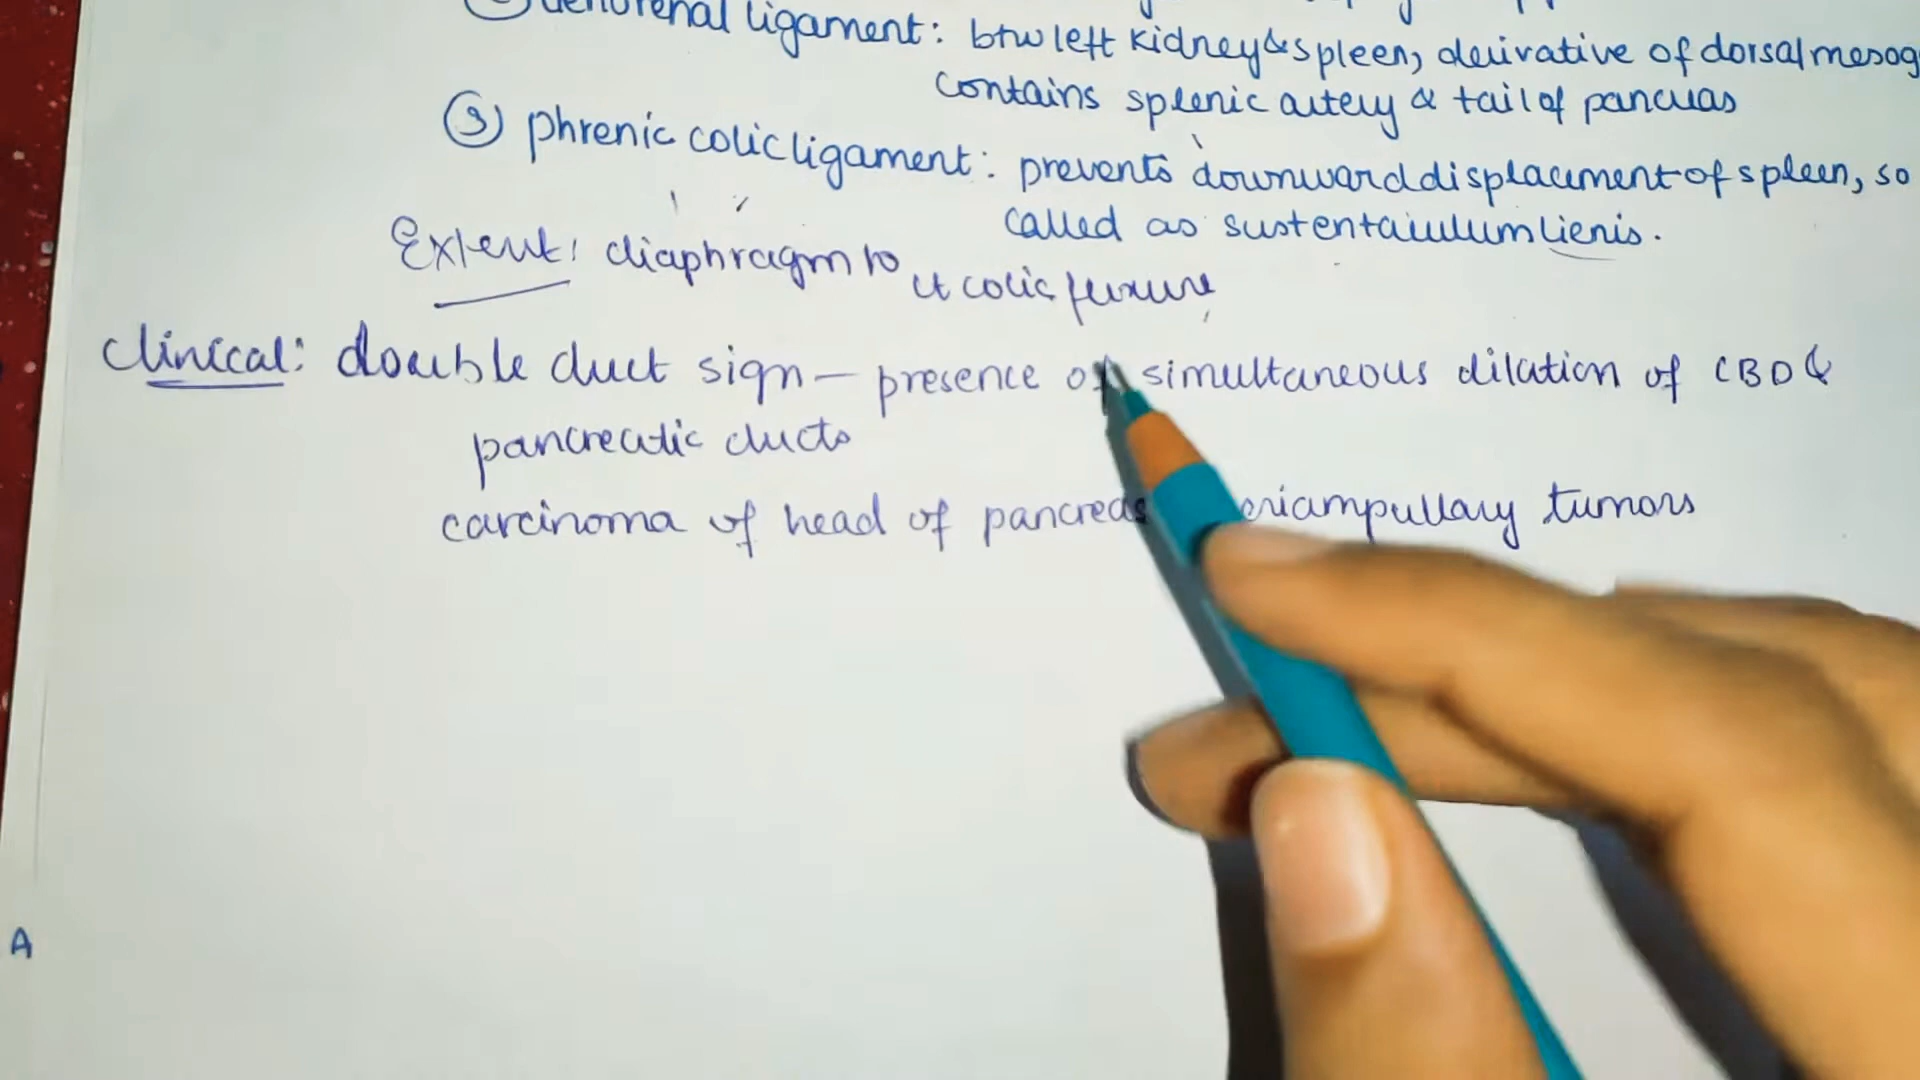 ligament: btw left kidney & spleen, derivative of dorsal mesog
contains splenic artery & tail of pancreas
③ phrenic colic ligament: prevents downward displacement of spleen, so
called as sustentaculum lienis.
Extent: diaphragm to lt colic flexure
clinical: double duct sign - presence of simultaneous dilation of CBD &
pancreatic ducts
carcinoma of head of pancreas eriampullary tumors
A